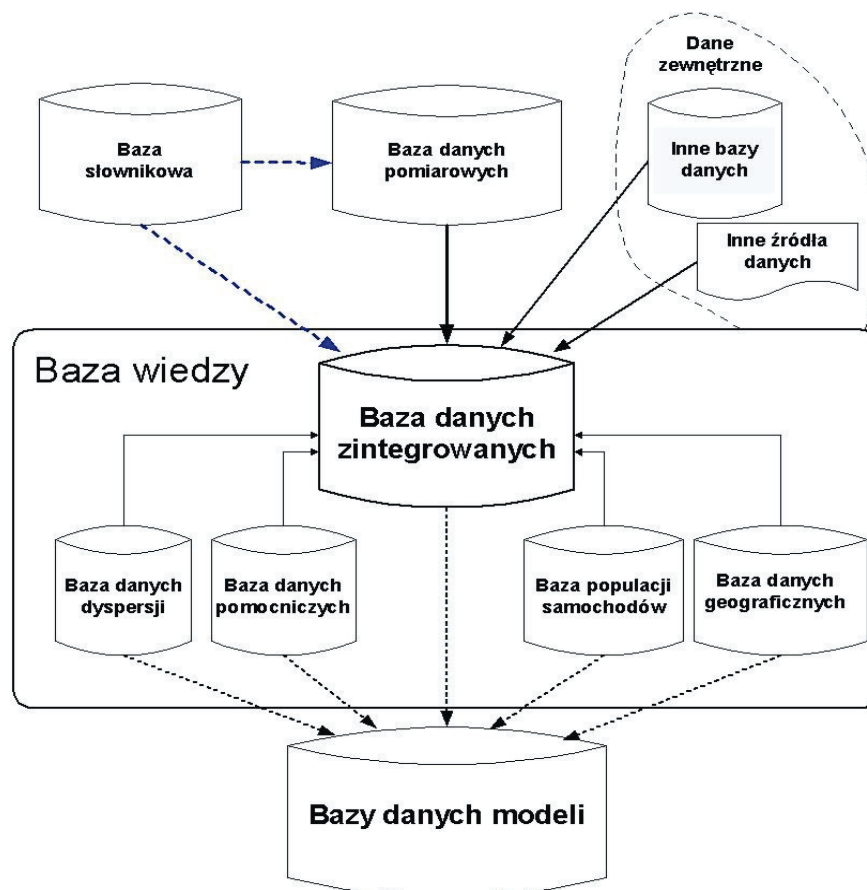 Dane
zewnętrzne
Baza
słownikowa
Baza danych
pomiarowych
Inne bazy
danych
Inne źródła
danych
Baza wiedzy
Baza danych
zintegrowanych
Baza danych
dyspersji
Baza danych
pomocniczych
Baza populacji
samochodów
Baza danych
geograficznych
Bazy danych modeli